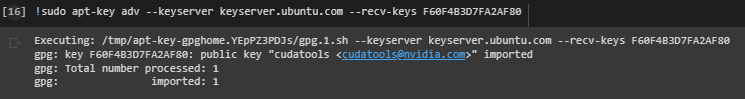 [16] !sudo apt-key adv --keyserver keyserver.ubuntu.com --recv-keys F60F4B3D7FA2AF80
Executing: /tmp/apt-key-gpghome.YEpPZ3PDJs/gpg.1.sh --keyserver keyserver.ubuntu.com --recv-keys F60F4B3D7FA2AF80
gpg: key F60F4B3D7FA2AF80: public key "cudatools <cudatools@nvidia.com>" imported
gpg: Total number processed: 1
gpg:               imported: 1